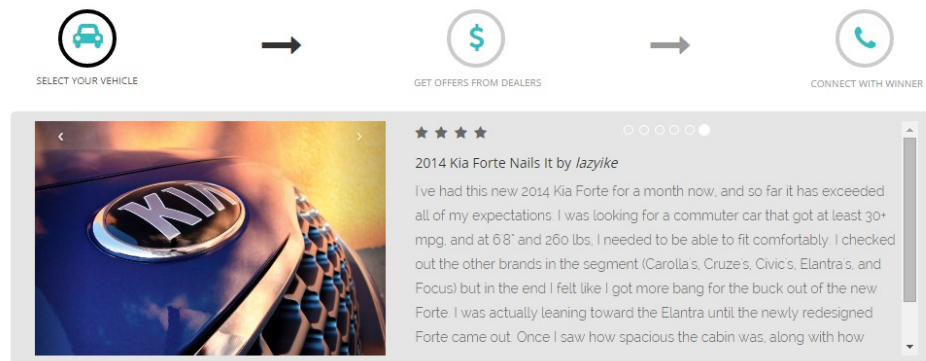 SELECT YOUR VEHICLE
GET OFFERS FROM DEALERS
CONNECT WITH WINNER
KIA
2014 Kia Forte Nails It by lazyike
I've had this new 2014 Kia Forte for a month now, and so far it has exceeded
all of my expectations. I was looking for a commuter car that got at least 30+
mpg, and at 6'8" and 260 lbs, I needed to be able to fit comfortably. I checked
out the other brands in the segment (Carolla's, Cruze's, Civic's, Elantra's, and
Focus) but in the end I felt like I got more bang for the buck out of the new
Forte. I was actually leaning toward the Elantra until the newly redesigned
Forte came out. Once I saw how spacious the cabin was, along with how